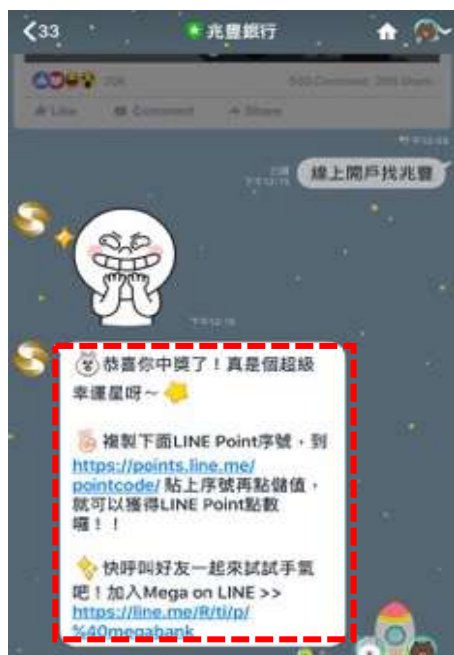 33
兆豐銀行
Like
Comment
Share
線上開戶找兆豐
恭喜你中獎了！真是個超級
幸運星呀～
複製下面LINE Point序號，到
https://points.line.me/
pointcode/ 貼上序號再點儲值，
就可以獲得LINE Point點數
囉！！
快呼叫好友一起來試試手氣
吧！加入Mega on LINE >>
https://line.me/R/ti/p/
%40megabank